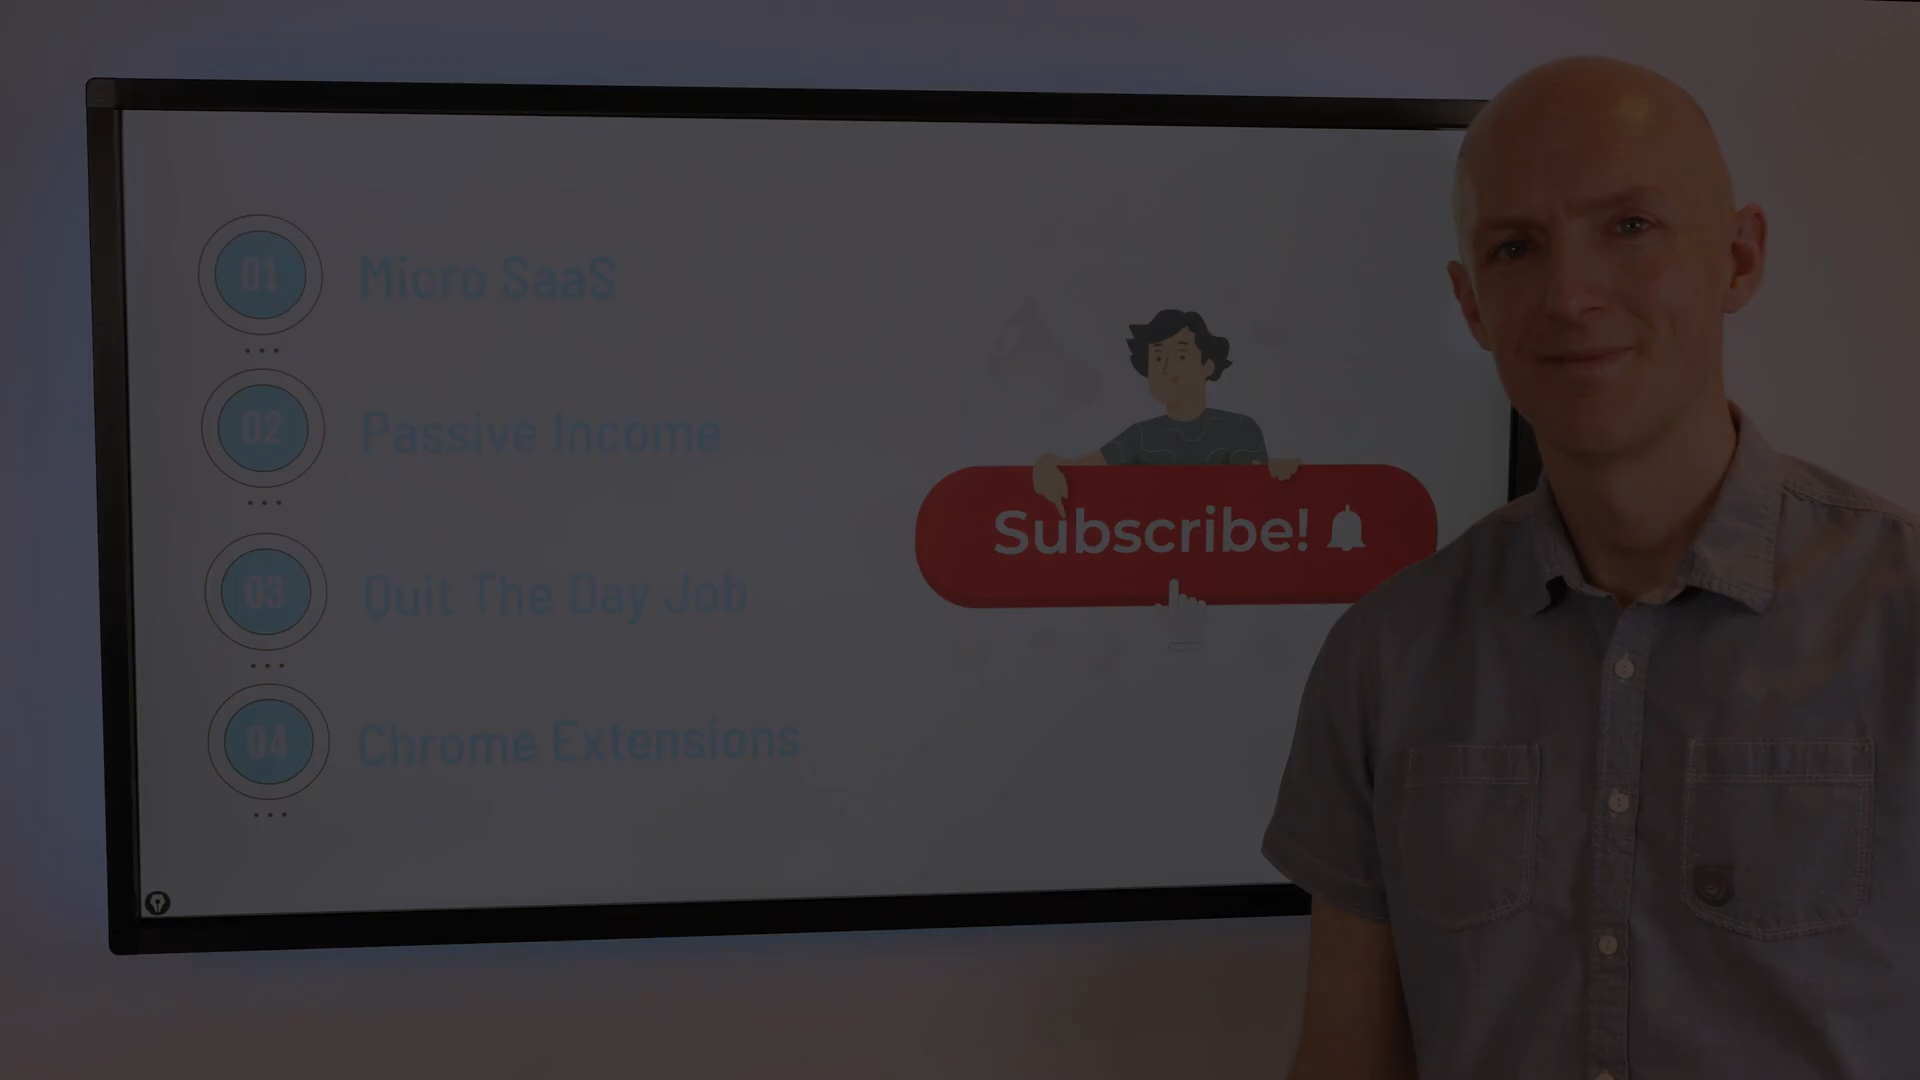 01 Micro SaaS
02 Passive Income
03 Quit The Day Job
04 Chrome Extensions
Subscribe!